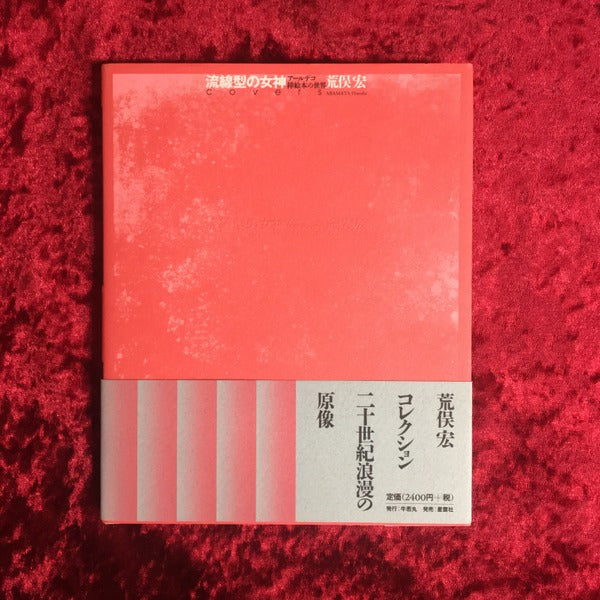 流線型の女神
アールデコ
挿絵本の世界
荒俣宏
covers
ARAMATA Hiroshi
荒俣宏
コレクション
二十世紀浪漫の
原像
定価(2400円+税)
発行:牛若丸 発売:星雲社